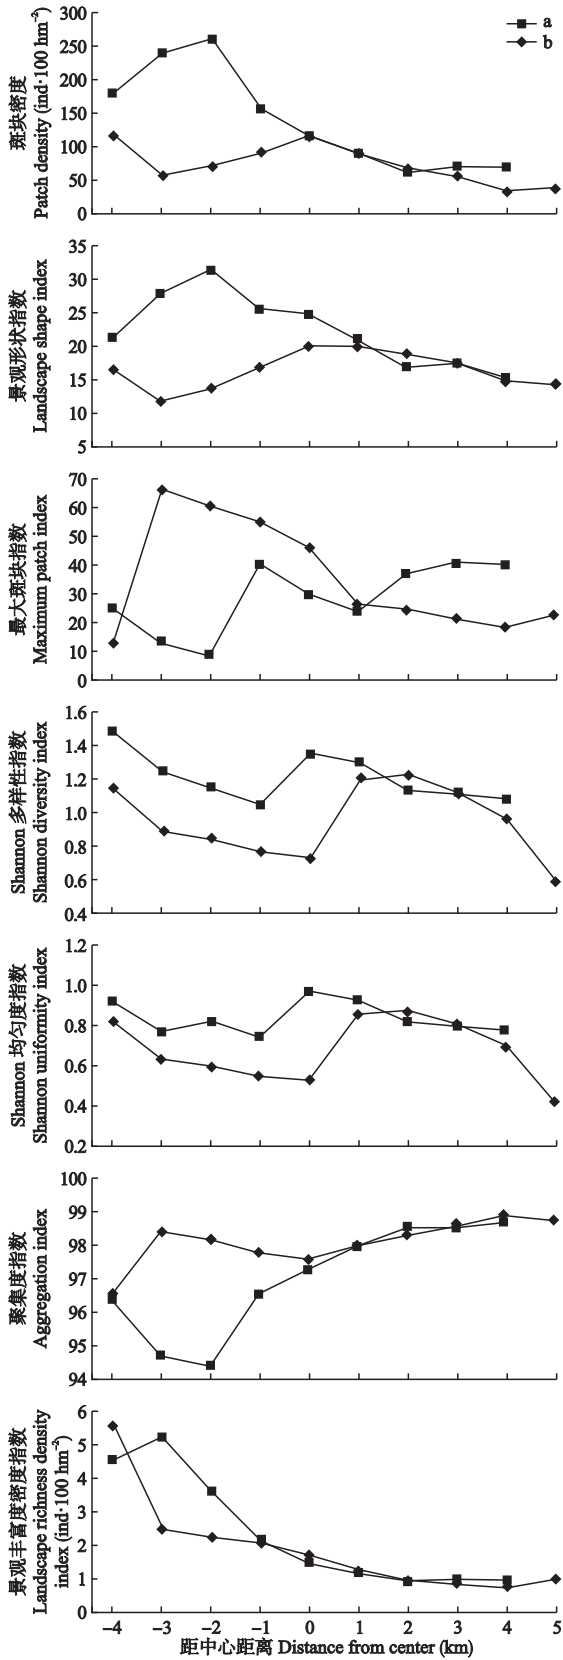 a
b
300
250
200
150
100
50
0
斑块密度
Patch density (ind·100 hm⁻²)
35
30
25
20
15
10
5
景观形状指数
Landscape shape index
70
60
50
40
30
20
10
0
最大斑块指数
Maximum patch index
1.6
1.4
1.2
1.0
0.8
0.6
0.4
Shannon 多样性指数
Shannon diversity index
1.2
1.0
0.8
0.6
0.4
0.2
Shannon 均匀度指数
Shannon uniformity index
100
99
98
97
96
95
94
聚集度指数
Aggregation index
6
5
4
3
2
1
0
景观丰富度密度指数
Landscape richness density
index (ind·100 hm⁻²)
−4 −3 −2 −1 0 1 2 3 4 5
距中心距离 Distance from center (km)